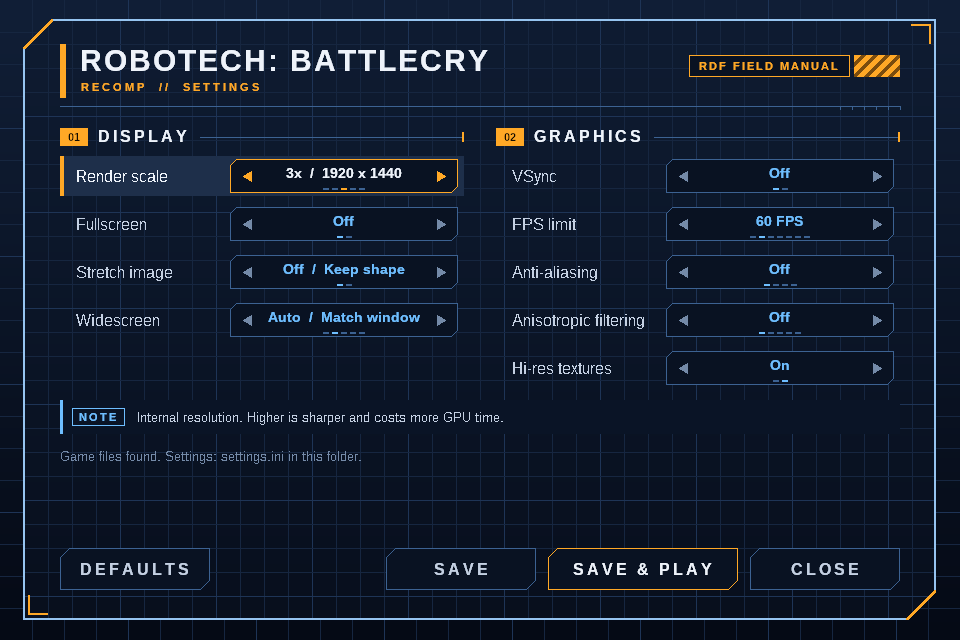 ROBOTECH: BATTLECRY
RECOMP // SETTINGS
RDF FIELD MANUAL
01 DISPLAY
Render scale 3x / 1920 x 1440
Fullscreen Off
Stretch image Off / Keep shape
Widescreen Auto / Match window
02 GRAPHICS
VSync Off
FPS limit 60 FPS
Anti-aliasing Off
Anisotropic filtering Off
Hi-res textures On
NOTE Internal resolution. Higher is sharper and costs more GPU time.
Game files found. Settings: settings.ini in this folder.
DEFAULTS SAVE SAVE & PLAY CLOSE